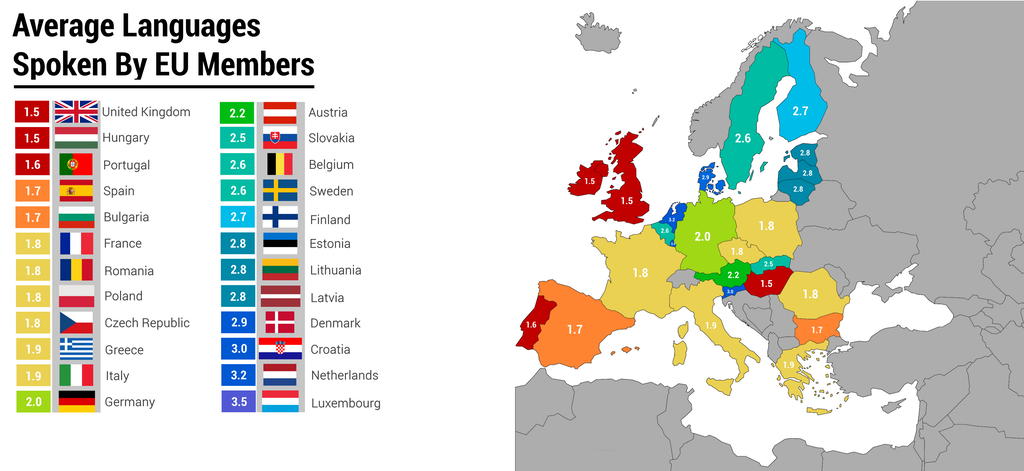 Average Languages
Spoken By EU Members
1.5 United Kingdom
1.5 Hungary
1.6 Portugal
1.7 Spain
1.7 Bulgaria
1.8 France
1.8 Romania
1.8 Poland
1.8 Czech Republic
1.9 Greece
1.9 Italy
2.0 Germany
2.2 Austria
2.5 Slovakia
2.6 Belgium
2.6 Sweden
2.7 Finland
2.8 Estonia
2.8 Lithuania
2.8 Latvia
2.9 Denmark
3.0 Croatia
3.2 Netherlands
3.5 Luxembourg
2.7
2.6
2.8
2.8
2.8
2.9
1.5
1.5
3.2
2.6
2.0
1.8
1.8
2.5
2.2
1.5
1.8
3.0
1.8
1.6
1.7
1.9
1.7
1.9